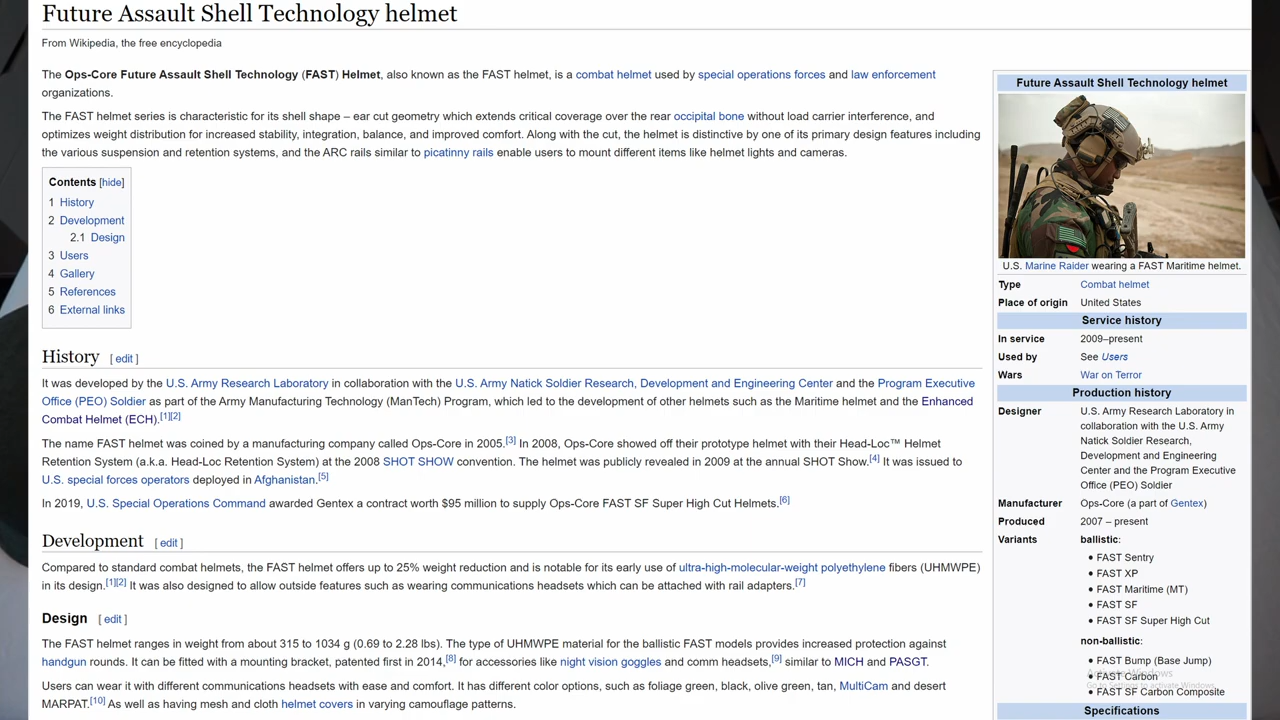 Future Assault Shell Technology helmet
From Wikipedia, the free encyclopedia
The Ops-Core Future Assault Shell Technology (FAST) Helmet, also known as the FAST helmet, is a combat helmet used by special operations forces and law enforcement
organizations.
The FAST helmet series is characteristic for its shell shape – ear cut geometry which extends critical coverage over the rear occipital bone without load carrier interference, and
optimizes weight distribution for increased stability, integration, balance, and improved comfort. Along with the cut, the helmet is distinctive by one of its primary design features including
the various suspension and retention systems, and the ARC rails similar to picatinny rails enable users to mount different items like helmet lights and cameras.
Contents [hide]
1 History
2 Development
2.1 Design
3 Users
4 Gallery
5 References
6 External links
History [ edit ]
It was developed by the U.S. Army Research Laboratory in collaboration with the U.S. Army Natick Soldier Research, Development and Engineering Center and the Program Executive
Office (PEO) Soldier as part of the Army Manufacturing Technology (ManTech) Program, which led to the development of other helmets such as the Maritime helmet and the Enhanced
Combat Helmet (ECH).[1][2]
The name FAST helmet was coined by a manufacturing company called Ops-Core in 2005.[3] In 2008, Ops-Core showed off their prototype helmet with their Head-Loc™ Helmet
Retention System (a.k.a. Head-Loc Retention System) at the 2008 SHOT SHOW convention. The helmet was publicly revealed in 2009 at the annual SHOT Show.[4] It was issued to
U.S. special forces operators deployed in Afghanistan.[5]
In 2019, U.S. Special Operations Command awarded Gentex a contract worth $95 million to supply Ops-Core FAST SF Super High Cut Helmets.[6]
Development [ edit ]
Compared to standard combat helmets, the FAST helmet offers up to 25% weight reduction and is notable for its early use of ultra-high-molecular-weight polyethylene fibers (UHMWPE)
in its design.[1][2] It was also designed to allow outside features such as wearing communications headsets which can be attached with rail adapters.[7]
Design [ edit ]
The FAST helmet ranges in weight from about 315 to 1034 g (0.69 to 2.28 lbs). The type of UHMWPE material for the ballistic FAST models provides increased protection against
handgun rounds. It can be fitted with a mounting bracket, patented first in 2014,[8] for accessories like night vision goggles and comm headsets,[9] similar to MICH and PASGT.
Users can wear it with different communications headsets with ease and comfort. It has different color options, such as foliage green, black, olive green, tan, MultiCam and desert
MARPAT.[10] As well as having mesh and cloth helmet covers in varying camouflage patterns.
Future Assault Shell Technology helmet
U.S. Marine Raider wearing a FAST Maritime helmet.
Type Combat helmet
Place of origin United States
Service history
In service 2009–present
Used by See Users
Wars War on Terror
Production history
Designer U.S. Army Research Laboratory in
collaboration with the U.S. Army
Natick Soldier Research,
Development and Engineering
Center and the Program Executive
Office (PEO) Soldier
Manufacturer Ops-Core (a part of Gentex)
Produced 2007 – present
Variants ballistic:
• FAST Sentry
• FAST XP
• FAST Maritime (MT)
• FAST SF
• FAST SF Super High Cut
non-ballistic:
• FAST Bump (Base Jump)
Activate Windows
• FAST Carbon
Go to Settings to activate Windows.
• FAST SF Carbon Composite
Specifications